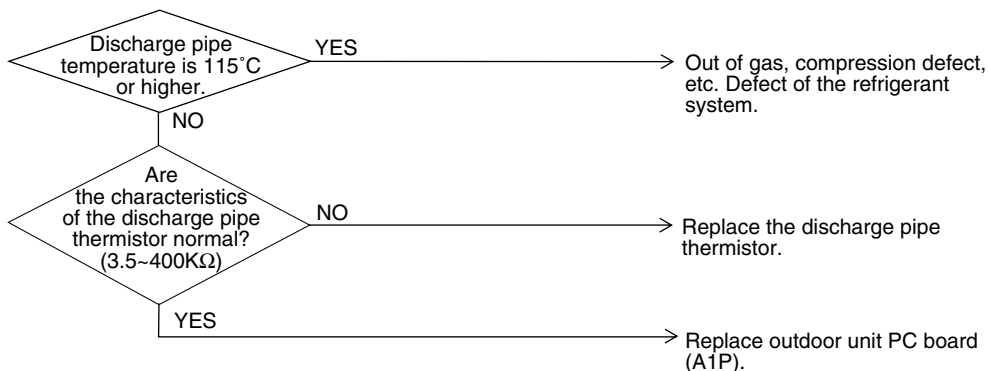 Discharge pipe
temperature is 115˚C
or higher.
YES
Out of gas, compression defect,
etc. Defect of the refrigerant
system.
NO
Are
the characteristics
of the discharge pipe
thermistor normal?
(3.5~400KΩ)
NO
Replace the discharge pipe
thermistor.
YES
Replace outdoor unit PC board
(A1P).